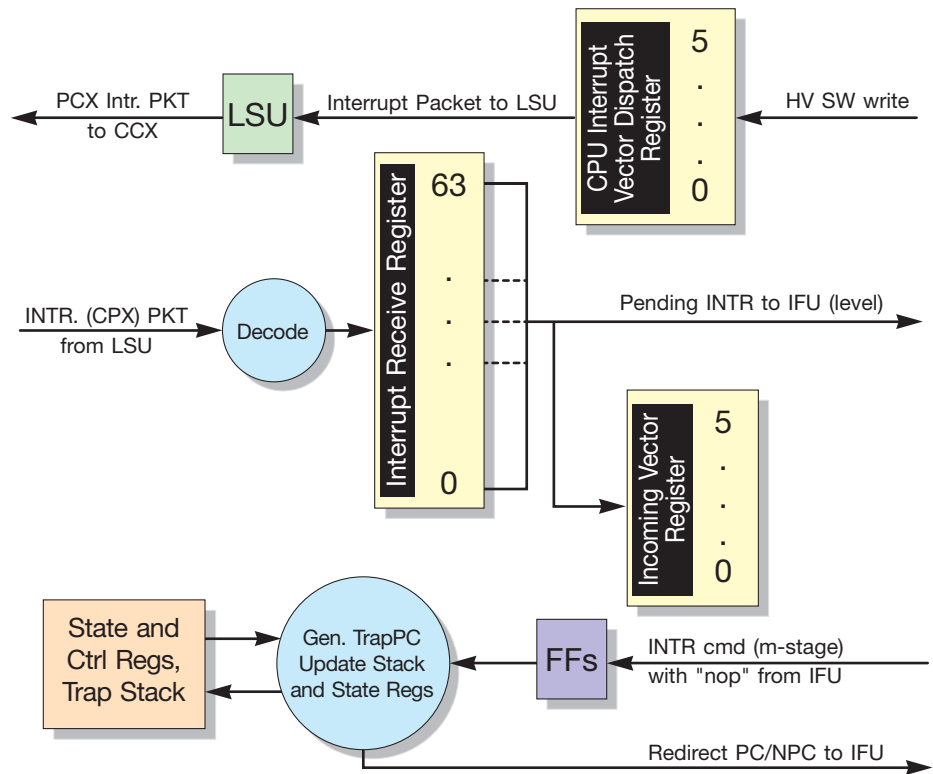 PCX Intr. PKT
to CCX
LSU
Interrupt Packet to LSU
CPU Interrupt
Vector Dispatch
Register
5
.
.
.
0
HV SW write
INTR. (CPX) PKT
from LSU
Decode
Interrupt Receive Register
63
.
.
.
0
Pending INTR to IFU (level)
Incoming Vector
Register
5
.
.
.
0
State and
Ctrl Regs,
Trap Stack
Gen. TrapPC
Update Stack
and State Regs
FFs
INTR cmd (m-stage)
with "nop" from IFU
Redirect PC/NPC to IFU